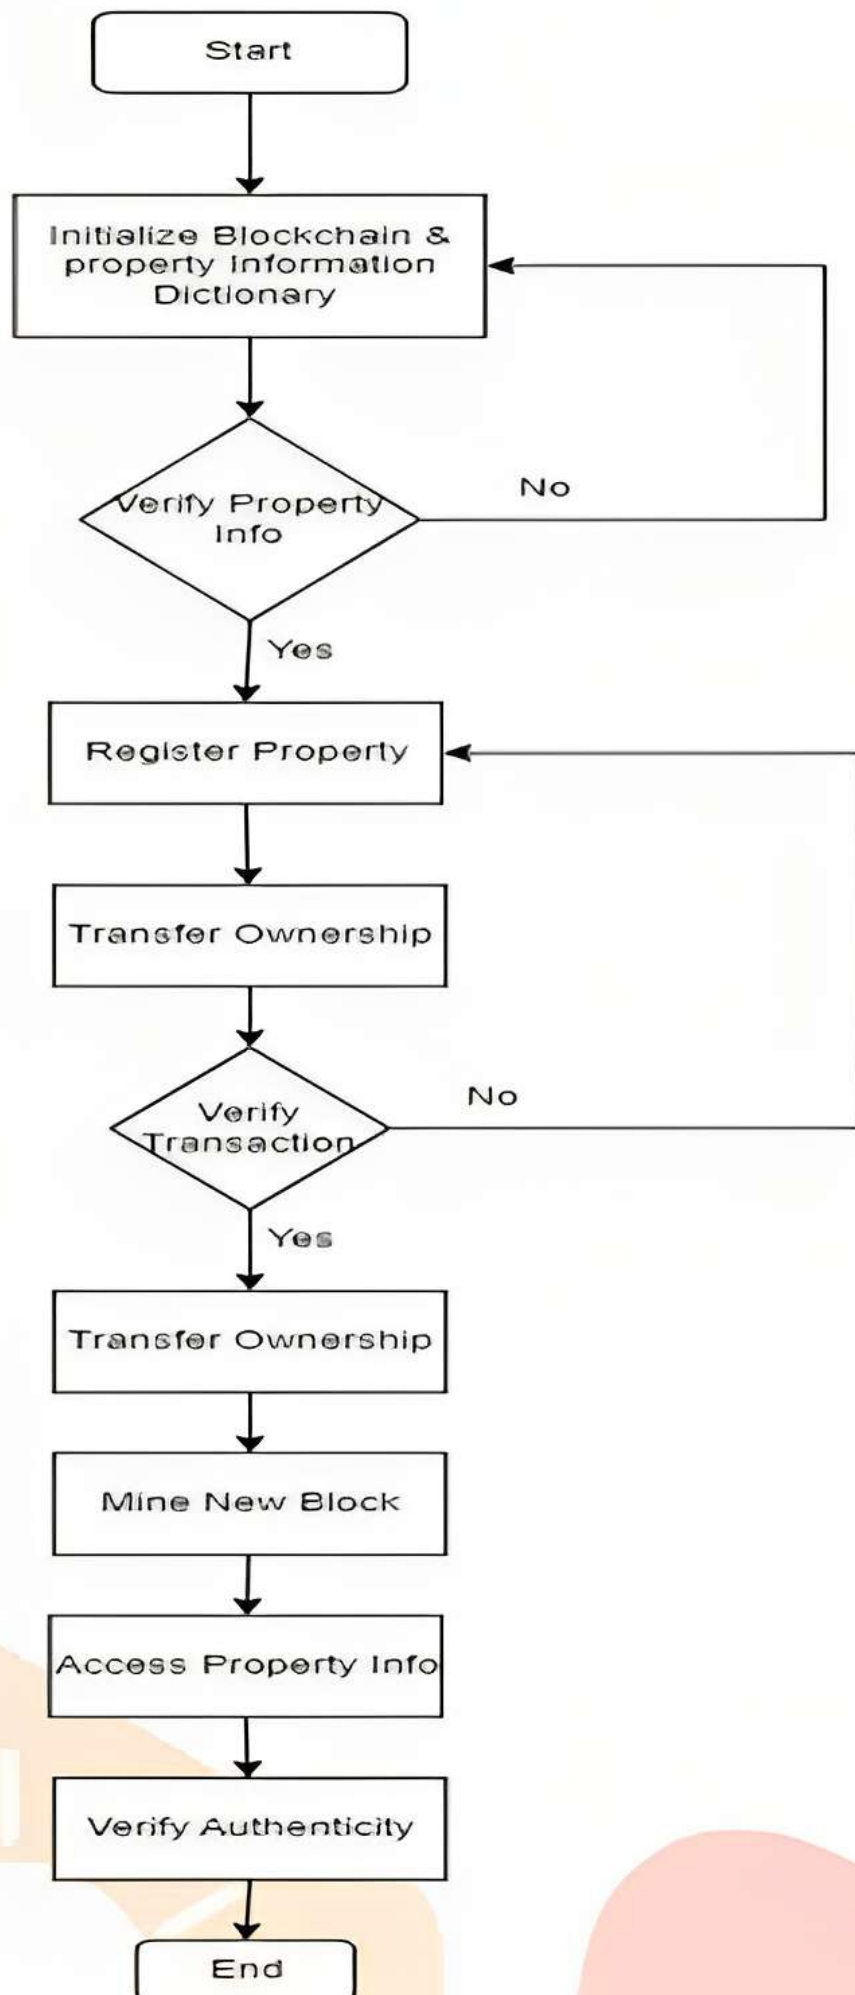 Start
Initialize Blockchain &
property Information
Dictionary
No
Verify Property
Info
Yes
Register Property
Transfer Ownership
No
Verify
Transaction
Yes
Transfer Ownership
Mine New Block
Access Property Info
Verify Authenticity
End